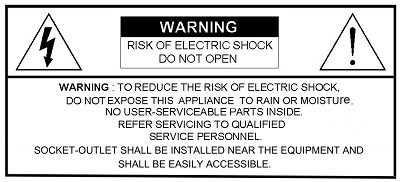 WARNING
RISK OF ELECTRIC SHOCK
DO NOT OPEN
WARNING : TO REDUCE THE RISK OF ELECTRIC SHOCK,
DO NOT EXPOSE THIS APPLIANCE TO RAIN OR MOISTURE,
NO USER-SERVICEABLE PARTS INSIDE.
REFER SERVICING TO QUALIFIED
SERVICE PERSONNEL.
SOCKET-OUTLET SHALL BE INSTALLED NEAR THE EQUIPMENT AND
SHALL BE EASILY ACCESSIBLE.